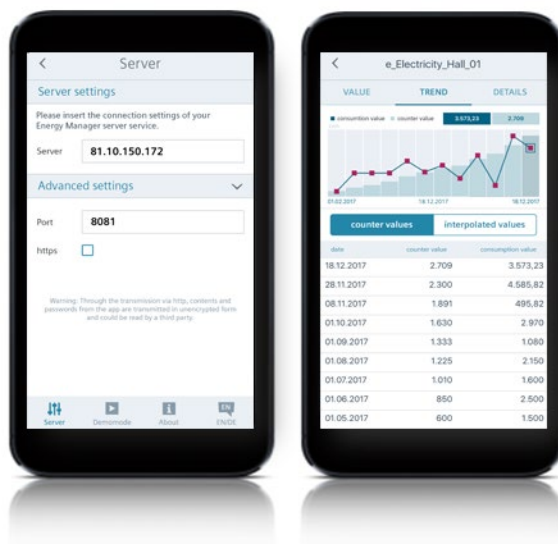 Server
Server settings
Please insert the connection settings of your
Energy Manager server service.
Server 81.10.150.172
Advanced settings
Port 8081
https
Warning: Through the transmission via http, contents and
passwords from the app are transmitted in unencrypted form
and could be read by a third party.
Server Demomode About EN/DE
EN
e_Electricity_Hall_01
VALUE TREND DETAILS
consumtion value counter value 3.573,23 2.709
01.02.2017 18.12.2017 18.12.2017
counter values interpolated values
date counter value consumption value
18.12.2017 2.709 3.573,23
28.11.2017 2.300 4.585,82
08.11.2017 1.891 495,82
01.10.2017 1.630 2.970
01.09.2017 1.333 1.080
01.08.2017 1.225 2.150
01.07.2017 1.010 1.600
01.06.2017 850 2.500
01.05.2017 600 1.500